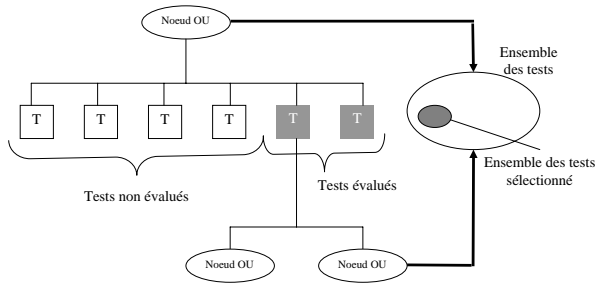 Noeud OU
Ensemble
des tests
T T T T T T
Ensemble des tests
sélectionné
Tests non évalués
Tests évalués
Noeud OU
Noeud OU